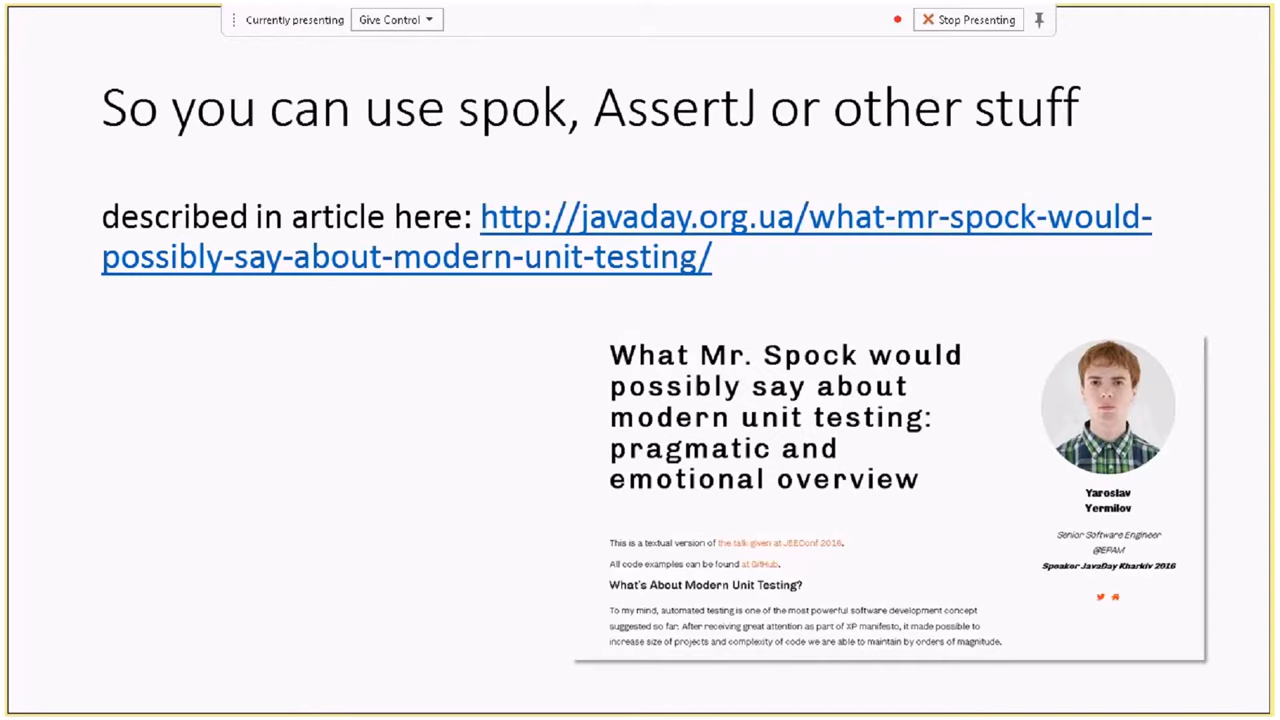 Currently presenting
Give Control
Stop Presenting
So you can use spok, AssertJ or other stuff
described in article here: http://javaday.org.ua/what-mr-spock-would-
possibly-say-about-modern-unit-testing/
What Mr. Spock would
possibly say about
modern unit testing:
pragmatic and
emotional overview
Yaroslav
Yermilov
Senior Software Engineer
@EPAM
Speaker JavaDay Kharkiv 2016
This is a textual version of the talk given at JEEConf 2016.
All code examples can be found at GitHub.
What's About Modern Unit Testing?
To my mind, automated testing is one of the most powerful software development concept
suggested so far. After receiving great attention as part of XP manifesto, it made possible to
increase size of projects and complexity of code we are able to maintain by orders of magnitude.